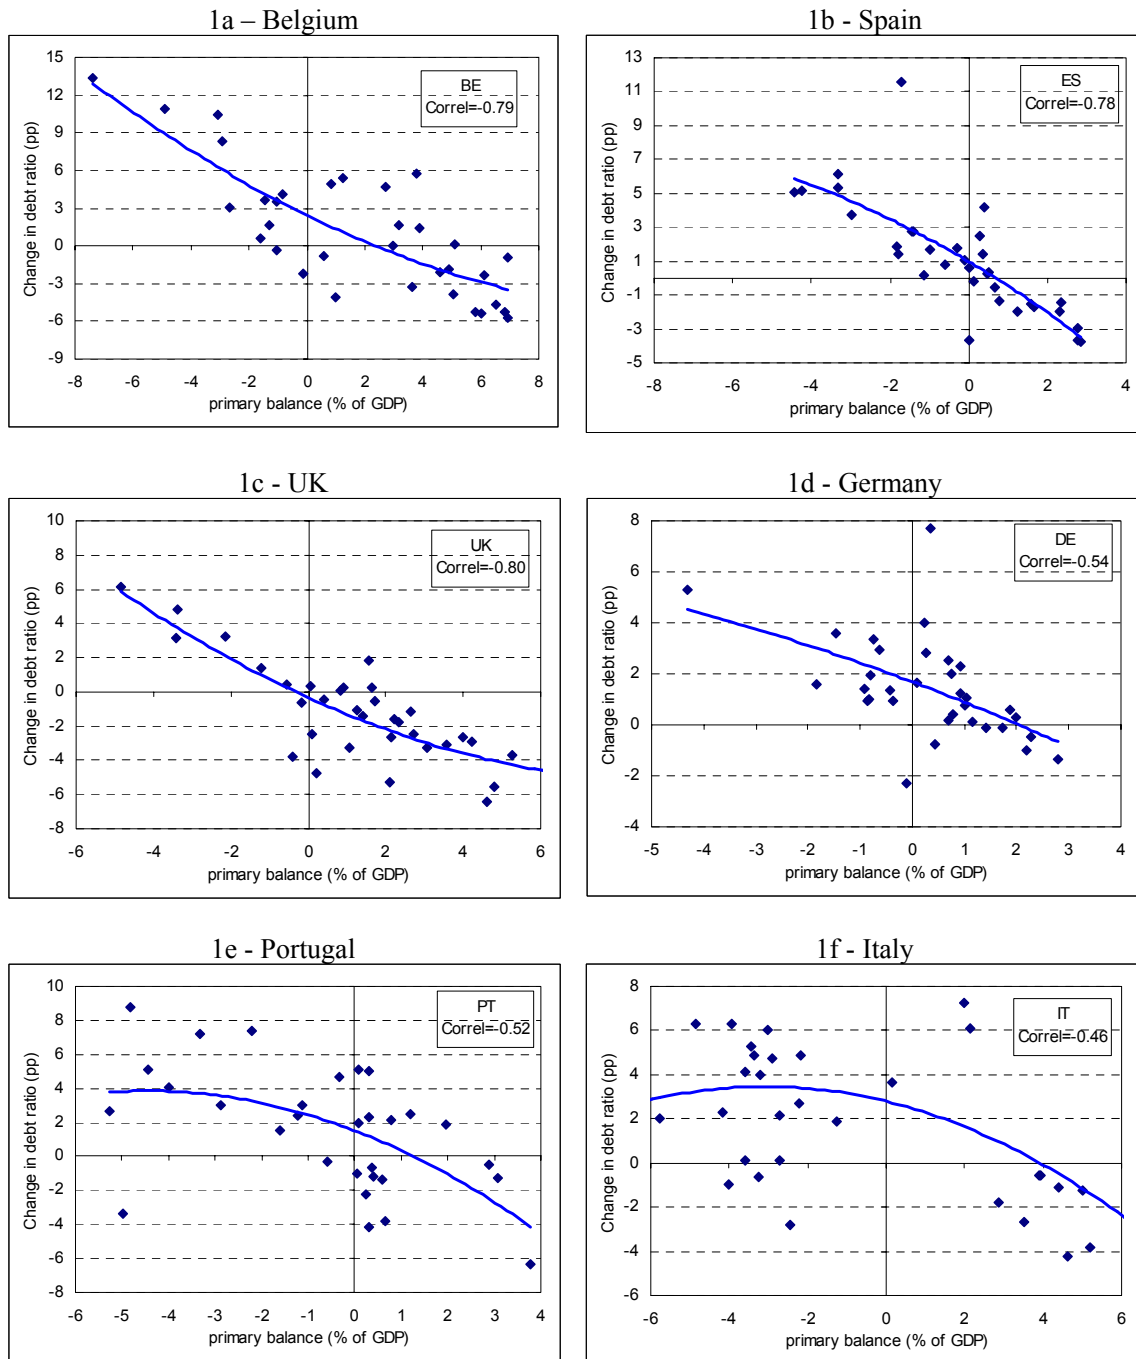 1a – Belgium
15
12
9
6
3
0
-3
-6
-9
Change in debt ratio (pp)
BE
Correl=-0.79
-8 -6 -4 -2 0 2 4 6 8
primary balance (% of GDP)
1b - Spain
13
11
9
7
5
3
1
-1
-3
-5
Change in debt ratio (pp)
ES
Correl=-0.78
-8 -6 -4 -2 0 2 4
primary balance (% of GDP)
1c - UK
10
8
6
4
2
0
-2
-4
-6
-8
Change in debt ratio (pp)
UK
Correl=-0.80
-6 -4 -2 0 2 4 6
primary balance (% of GDP)
1d - Germany
8
6
4
2
0
-2
-4
Change in debt ratio (pp)
DE
Correl=-0.54
-5 -4 -3 -2 -1 0 1 2 3 4
primary balance (% of GDP)
1e - Portugal
10
8
6
4
2
0
-2
-4
-6
-8
Change in debt ratio (pp)
PT
Correl=-0.52
-6 -5 -4 -3 -2 -1 0 1 2 3 4
primary balance (% of GDP)
1f - Italy
8
6
4
2
0
-2
-4
-6
Change in debt ratio (pp)
IT
Correl=-0.46
-6 -4 -2 0 2 4 6
primary balance (% of GDP)